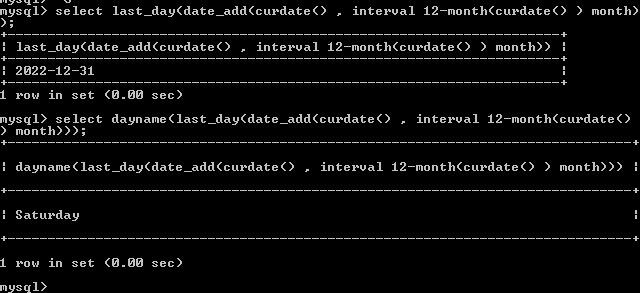 mysql> select last_day(date_add(curdate() , interval 12-month(curdate() ) month)
);
+---------------------------------------------------------------------+
| last_day(date_add(curdate() , interval 12-month(curdate() ) month)) |
+---------------------------------------------------------------------+
| 2022-12-31                                                          |
+---------------------------------------------------------------------+
1 row in set (0.00 sec)
mysql> select dayname(last_day(date_add(curdate() , interval 12-month(curdate()
) month)));
+------------------------------------------------------------------------------+
| dayname(last_day(date_add(curdate() , interval 12-month(curdate() ) month))) |
+------------------------------------------------------------------------------+
| Saturday                                                                     |
+------------------------------------------------------------------------------+
1 row in set (0.00 sec)
mysql>